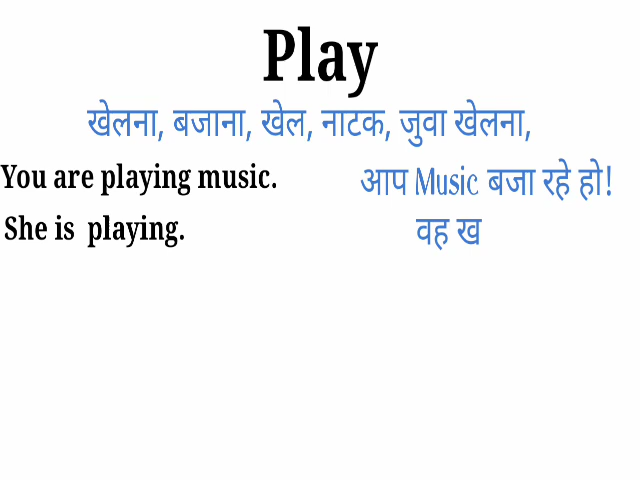 Play
खेलना, बजाना, खेल, नाटक, जुवा खेलना,
You are playing music. आप Music बजा रहे हो!
She is playing. वह ख